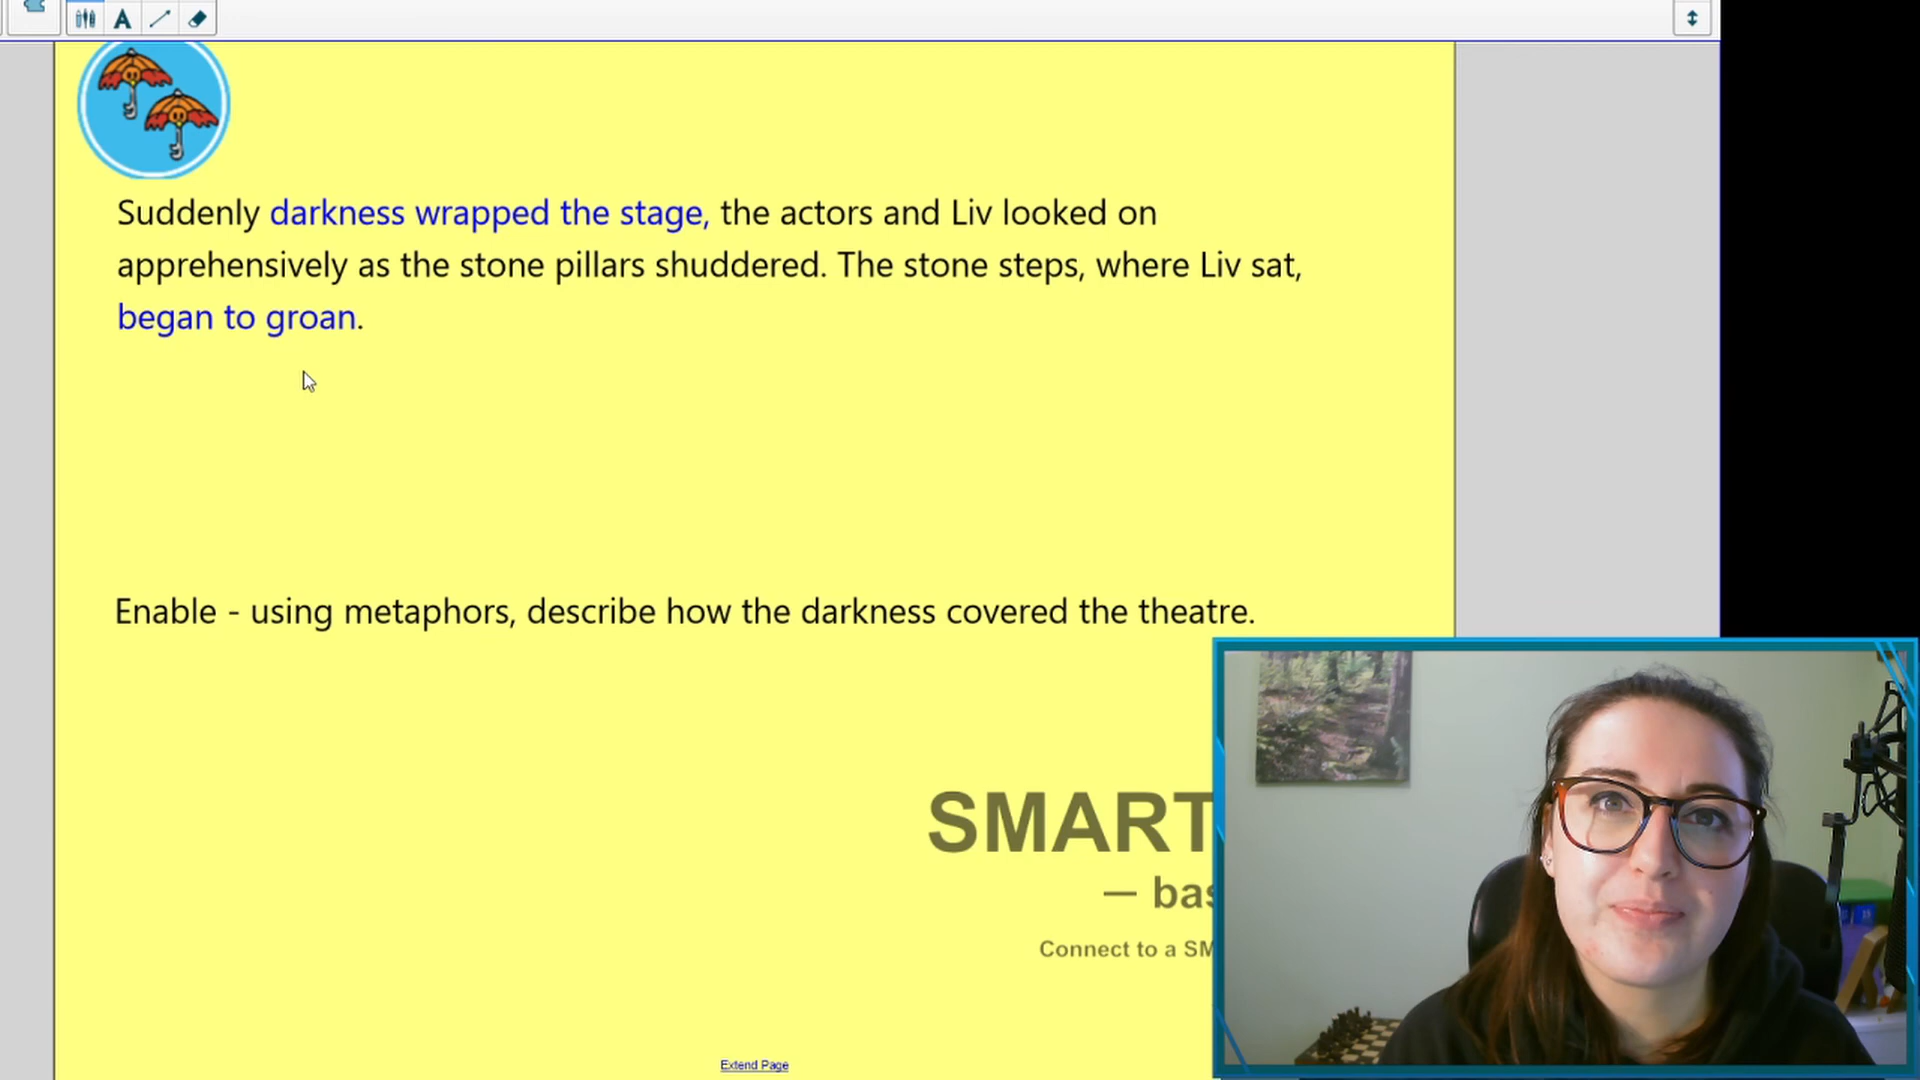 Suddenly darkness wrapped the stage, the actors and Liv looked on
apprehensively as the stone pillars shuddered. The stone steps, where Liv sat,
began to groan.
Enable - using metaphors, describe how the darkness covered the theatre.
SMART
— bas
Connect to a SM
Extend Page